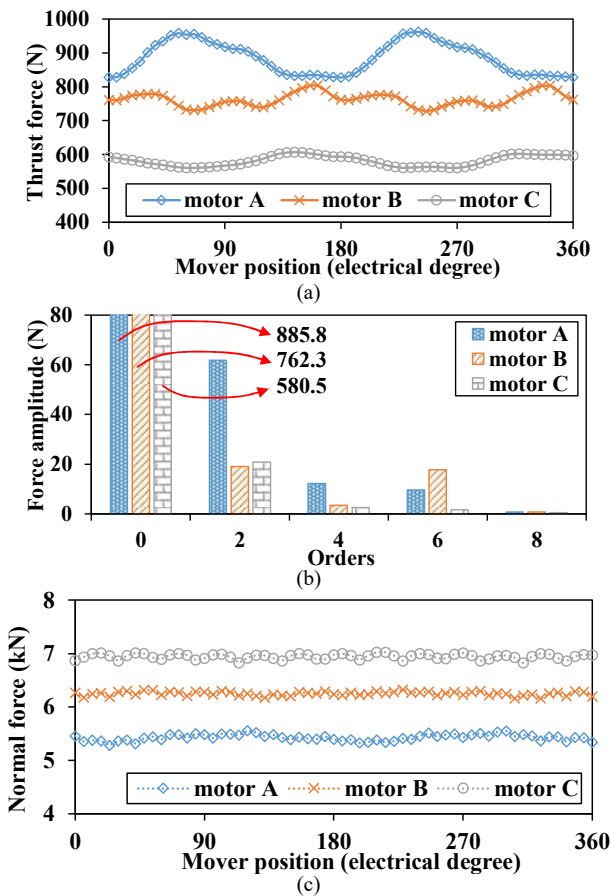 1000
900
800
700
600
500
400
Thrust force (N)
motor A
motor B
motor C
0
90
180
270
360
Mover position (electrical degree)
(a)
80
60
40
20
0
Force amplitude (N)
885.8
762.3
580.5
motor A
motor B
motor C
0
2
4
6
8
Orders
(b)
8
7
6
5
4
Normal force (kN)
motor A
motor B
motor C
0
90
180
270
360
Mover position (electrical degree)
(c)